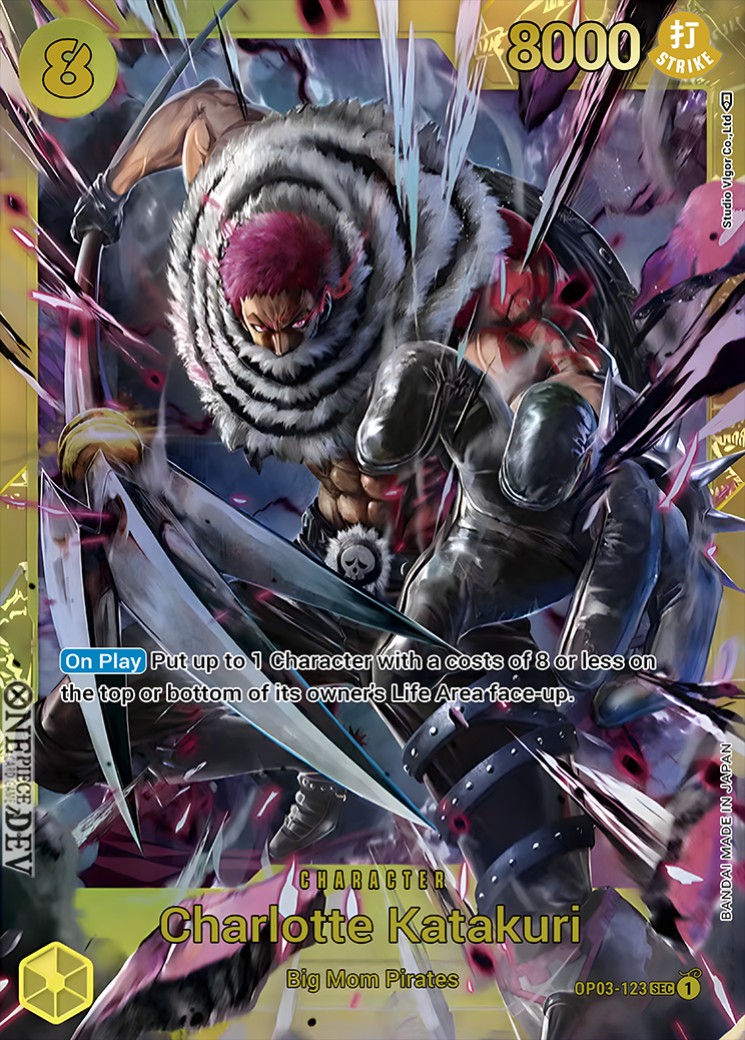 8
8000
打
STRIKE
Studio Vigor Co., Ltd
On Play Put up to 1 Character with a costs of 8 or less on
the top or bottom of its owner's Life Area face-up.
ONEPIECE.DEV
BANDAI MADE IN JAPAN
CHARACTER
Charlotte Katakuri
Big Mom Pirates
OP03-123 SEC 1